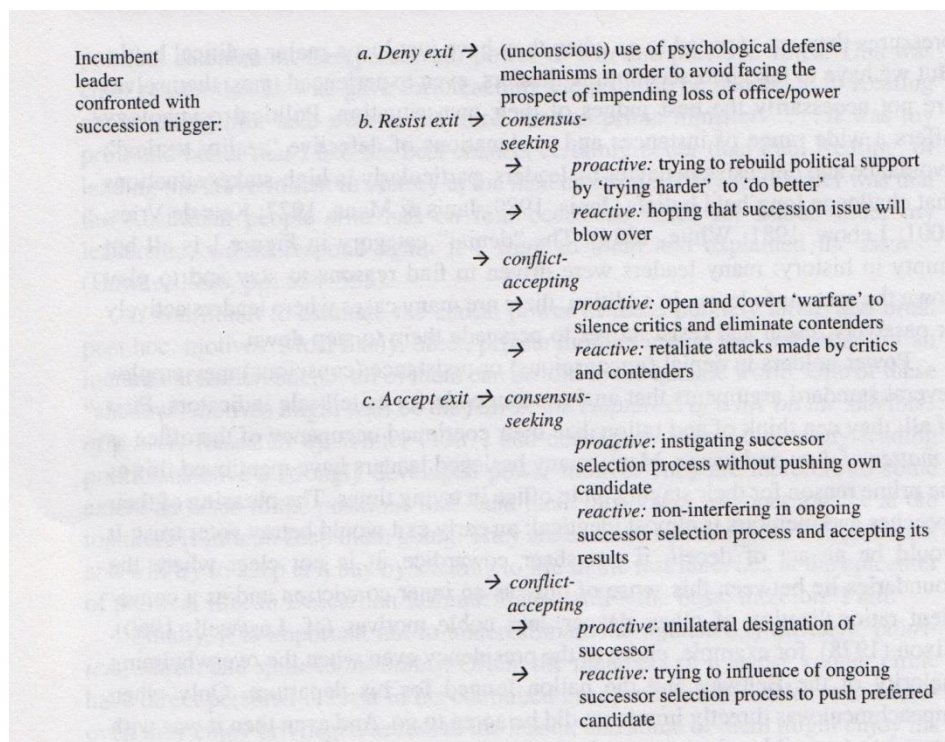 Incumbent leader confronted with succession trigger:
a. Deny exit → (unconscious) use of psychological defense
mechanisms in order to avoid facing the
prospect of impending loss of office/power
b. Resist exit → consensus-
seeking
→ reactive: trying to rebuild political support
by ‘trying harder’ to ‘do better’
→ reactive: hoping that succession issue will
blow over
→ conflict-
accepting
→ reactive: open and covert ‘warfare’ to
silence critics and eliminate contenders
→ reactive: retaliate attacks made by critics
and contenders
c. Accept exit → consensus-
seeking
proactive: instigating successor
selection process without pushing own
candidate
reactive: non-interfering in ongoing
successor selection process and accepting its
results
→ conflict-
accepting
→ proactive: unilateral designation of
successor
→ reactive: trying to influence of ongoing
successor selection process to push preferred
candidate